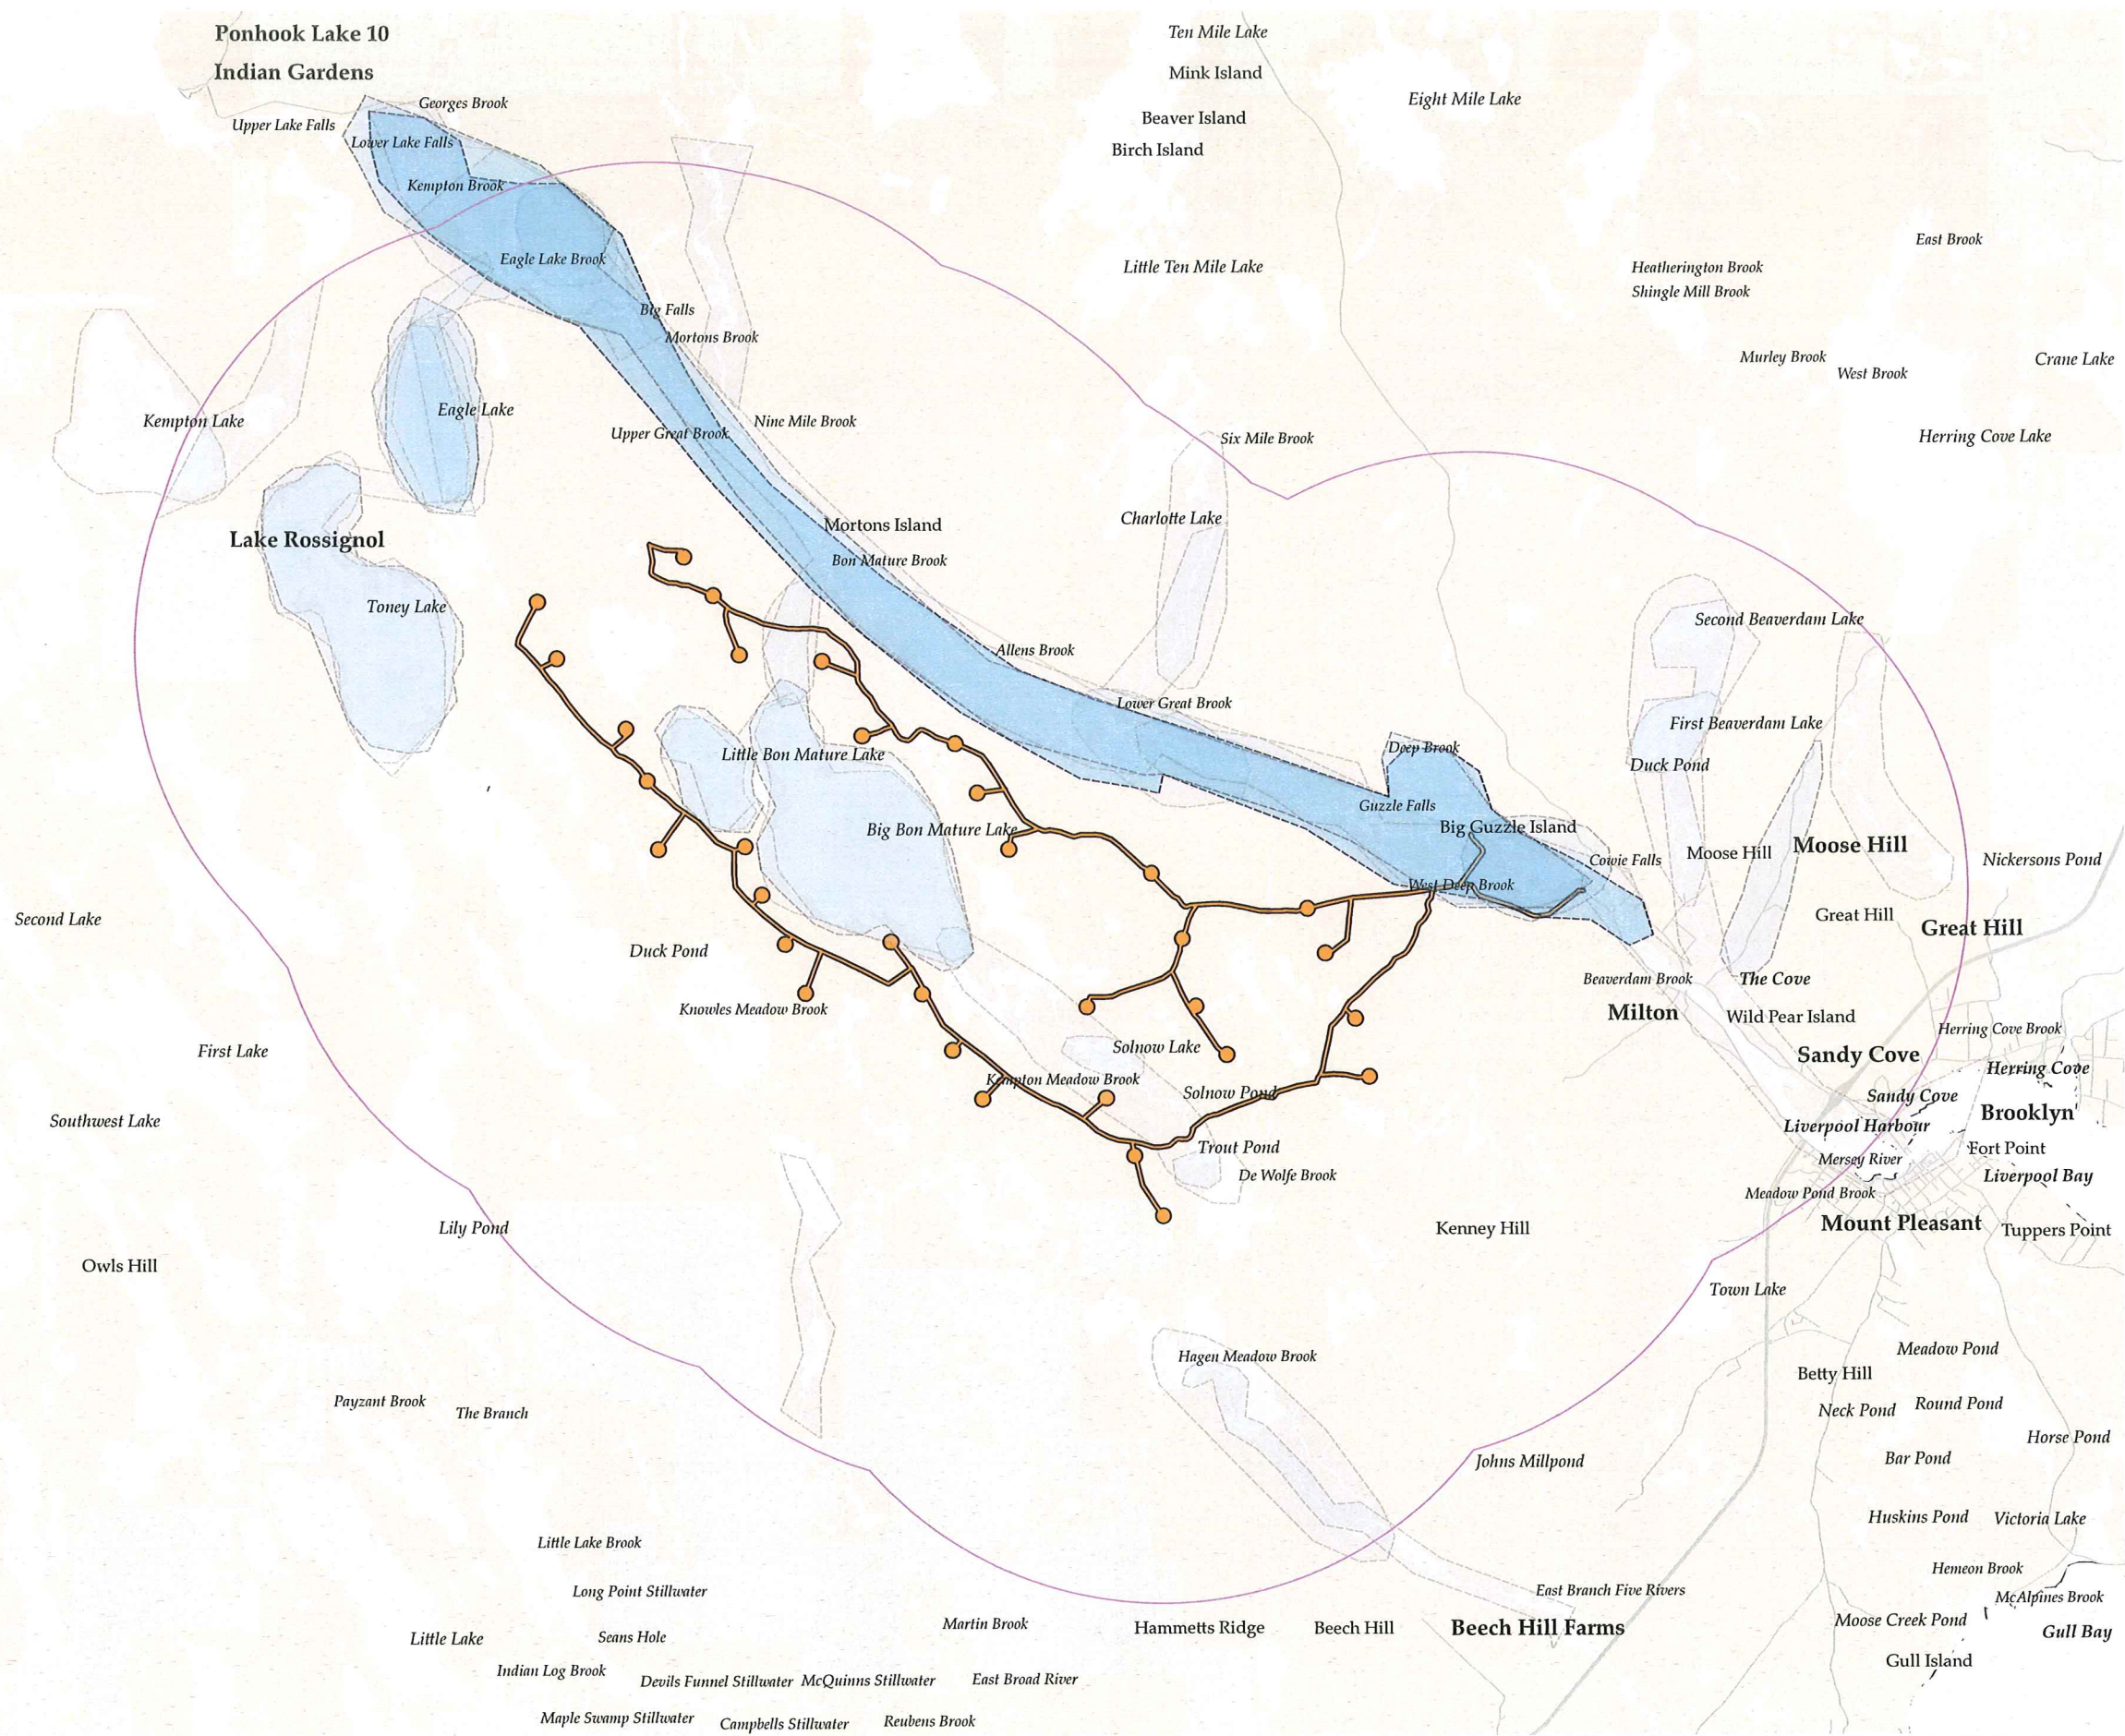 Ponhook Lake 10
Indian Gardens
Ten Mile Lake
Mink Island
Beaver Island
Birch Island
Eight Mile Lake
Georges Brook
Upper Lake Falls
Lower Lake Falls
Kempton Brook
East Brook
Eagle Lake Brook
Little Ten Mile Lake
Heatherington Brook
Shingle Mill Brook
Big Falls
Mortons Brook
Murley Brook
West Brook
Crane Lake
Kempton Lake
Eagle Lake
Upper Great Brook
Nine Mile Brook
Six Mile Brook
Herring Cove Lake
Lake Rossignol
Mortons Island
Charlotte Lake
Bon Mature Brook
Toney Lake
Second Beaverdam Lake
Allens Brook
Lower Great Brook
First Beaverdam Lake
Little Bon Mature Lake
Deep Brook
Duck Pond
Guzzle Falls
Big Bon Mature Lake
Big Guzzle Island
Moose Hill
Moose Hill
Cowie Falls
Nickersons Pond
West Deep Brook
Second Lake
Great Hill
Great Hill
Duck Pond
Beaverdam Brook
The Cove
Knowles Meadow Brook
Milton
Wild Pear Island
Herring Cove Brook
First Lake
Solnow Lake
Sandy Cove
Herring Cove
Kempton Meadow Brook
Solnow Pond
Sandy Cove
Brooklyn
Southwest Lake
Liverpool Harbour
Trout Pond
Fort Point
Mersey River
De Wolfe Brook
Liverpool Bay
Meadow Pond Brook
Lily Pond
Kenney Hill
Mount Pleasant
Tuppers Point
Owls Hill
Town Lake
Hagen Meadow Brook
Meadow Pond
Betty Hill
Payzant Brook
The Branch
Neck Pond
Round Pond
Horse Pond
Johns Millpond
Bar Pond
Huskins Pond
Victoria Lake
Little Lake Brook
Hemeon Brook
Long Point Stillwater
East Branch Five Rivers
McAlpines Brook
Martin Brook
Hammetts Ridge
Beech Hill
Beech Hill Farms
Moose Creek Pond
Gull Bay
Little Lake
Seans Hole
Gull Island
Indian Log Brook
Devils Funnel Stillwater
McQuinns Stillwater
East Broad River
Maple Swamp Stillwater
Campbells Stillwater
Reubens Brook